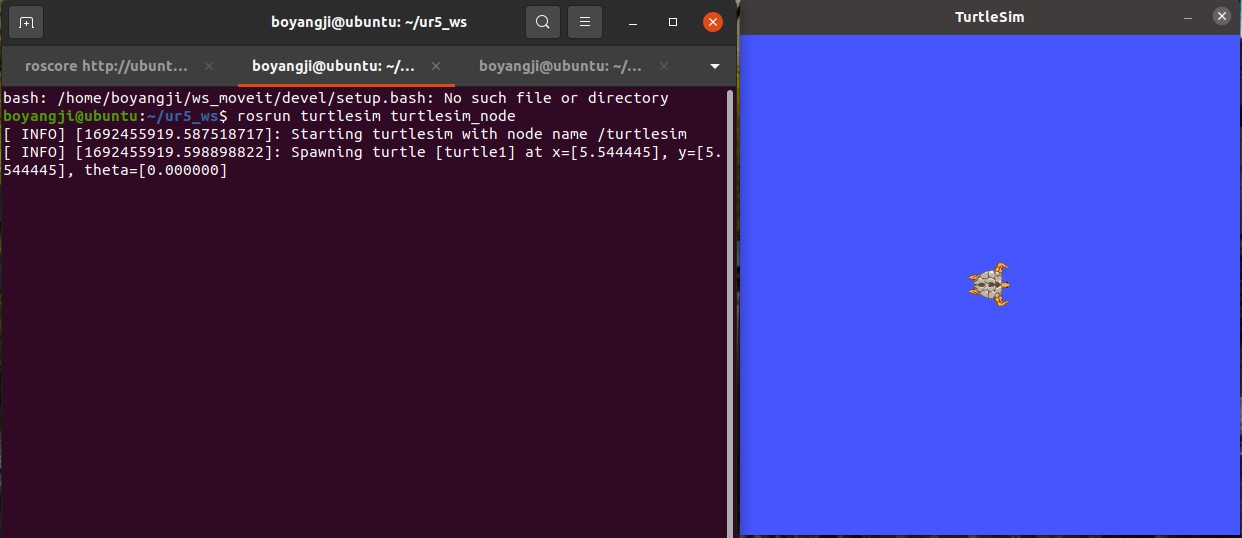 boyangji@ubuntu: ~/ur5_ws
TurtleSim
roscore http://ubunt...
boyangji@ubuntu: ~/...
boyangji@ubuntu: ~/...
bash: /home/boyangji/ws_moveit/devel/setup.bash: No such file or directory
boyangji@ubuntu:~/ur5_ws$ rosrun turtlesim turtlesim_node
[ INFO] [1692455919.587518717]: Starting turtlesim with node name /turtlesim
[ INFO] [1692455919.598898822]: Spawning turtle [turtle1] at x=[5.544445], y=[5.
544445], theta=[0.000000]